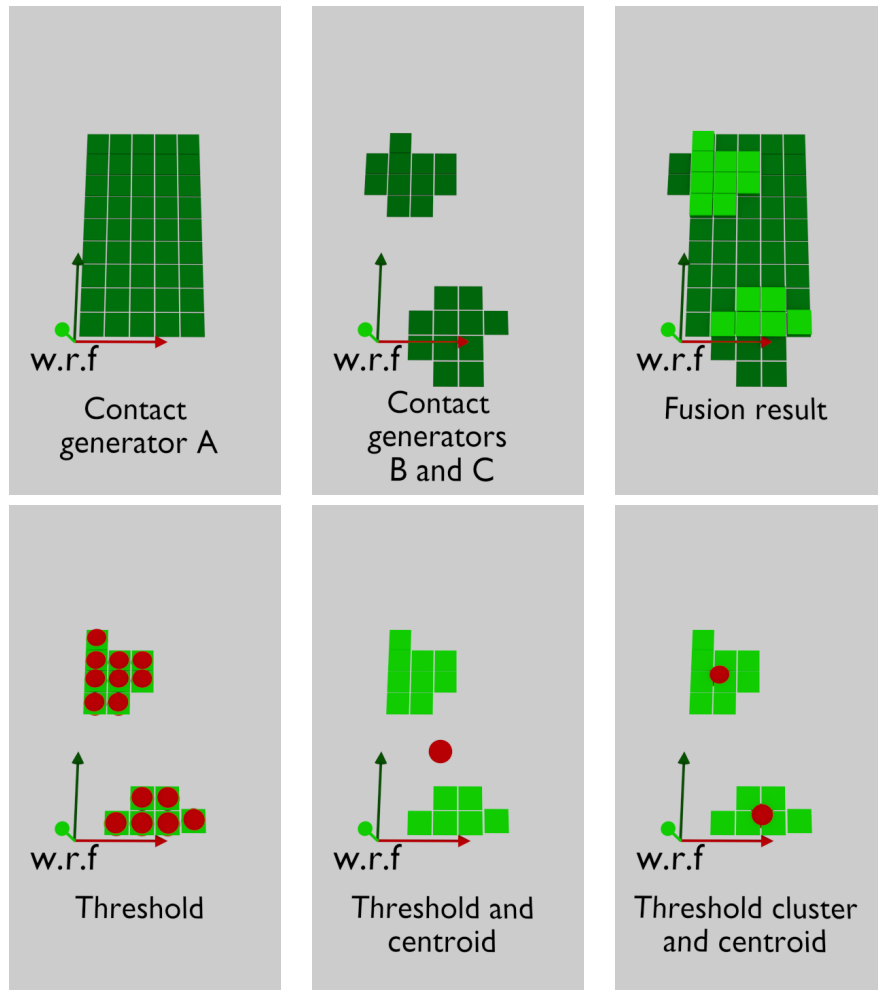 w.r.f
Contact
generator A
w.r.f
Contact
generators
B and C
w.r.f
Fusion result
w.r.f
Threshold
w.r.f
Threshold and
centroid
w.r.f
Threshold cluster
and centroid